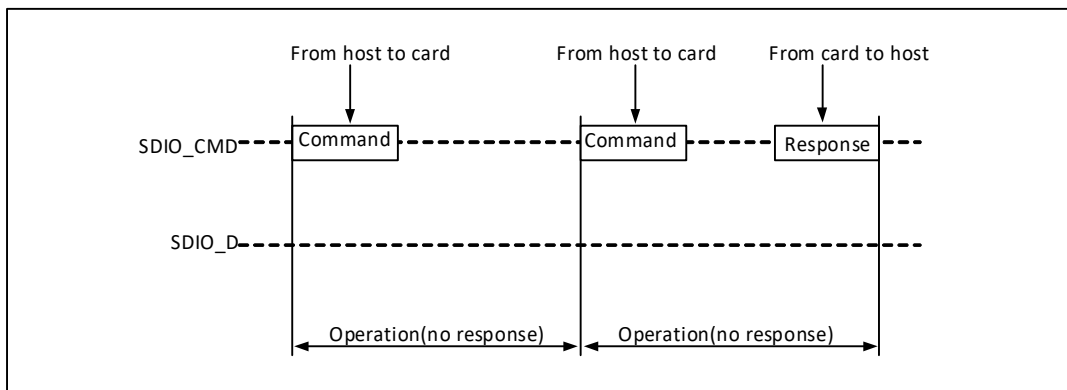 From host to card
From host to card
From card to host
SDIO_CMD
Command
Command
Response
SDIO_D
Operation(no response)
Operation(no response)